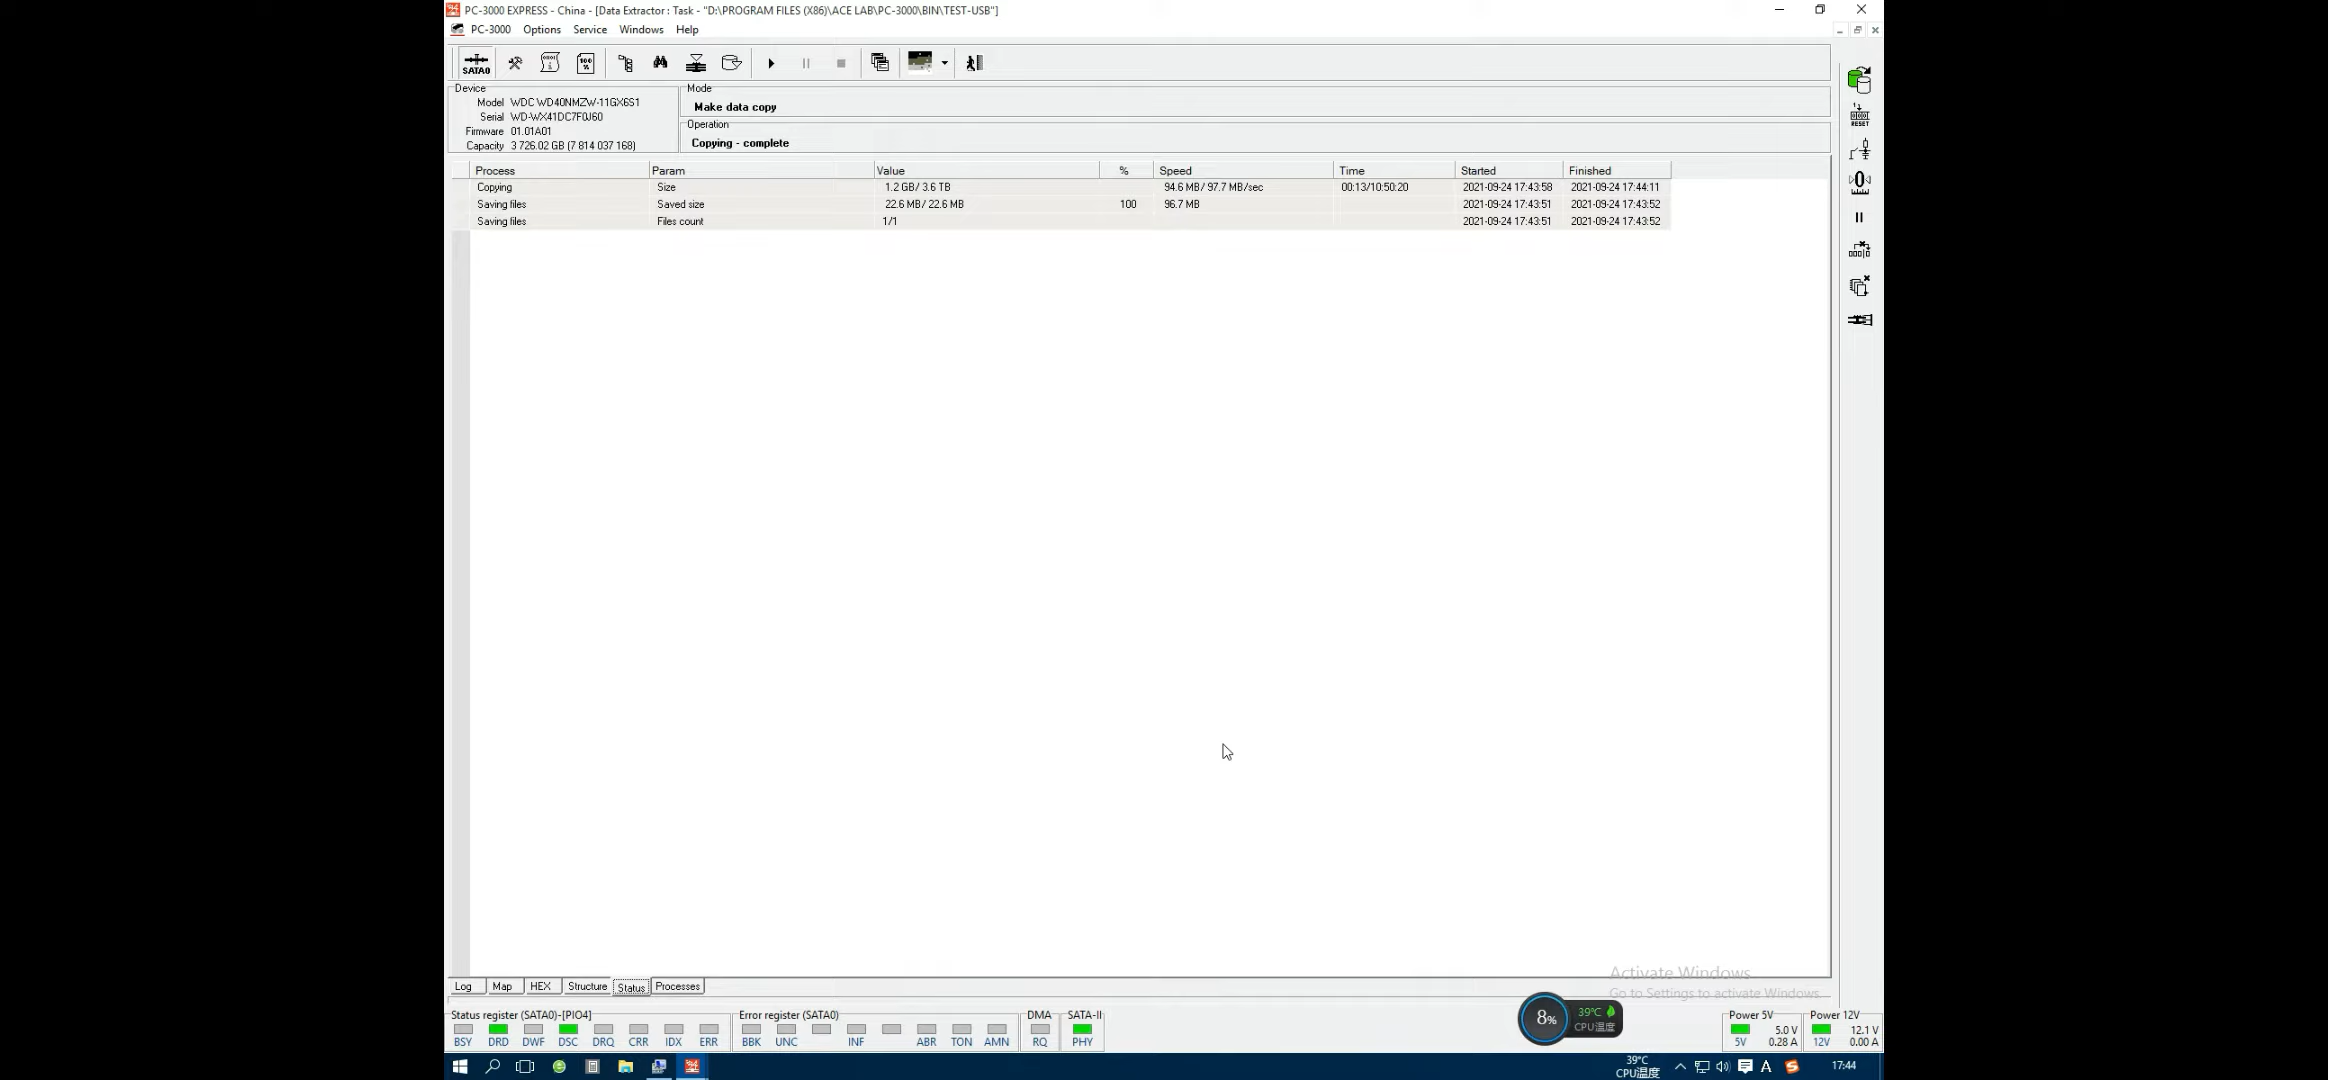 PC-3000 EXPRESS - China - [Data Extractor : Task - "D:\PROGRAM FILES (X86)\ACE LAB\PC-3000\BIN\TEST-USB"]
PC-3000 Options Service Windows Help
SATA0
Device
Model WDC WD40NMZW-11GX6S1
Serial WD-WX41DC7F0J60
Firmware 01.01A01
Capacity 3 726.02 GB (7 814 037 168)
Mode
Make data copy
Operation
Copying - complete
RESET
Process Param Value % Speed Time Started Finished
Copying Size 1.2 GB/ 3.6 TB 94.6 MB/ 97.7 MB/sec 00:13/10:50:20 2021-09-24 17:43:58 2021-09-24 17:44:11
Saving files Saved size 22.6 MB/ 22.6 MB 100 96.7 MB 2021-09-24 17:43:51 2021-09-24 17:43:52
Saving files Files count 1/1 2021-09-24 17:43:51 2021-09-24 17:43:52
Activate Windows
Go to Settings to activate Windows.
Log Map HEX Structure Status Processes
Status register (SATA0)-[PIO4] Error register (SATA0) DMA SATA-II Power 5V Power 12V
BSY DRD DWF DSC DRQ CRR IDX ERR BBK UNC INF ABR TON AMN RQ PHY
8% 39°C
CPU温度
5.0 V 12.1 V
5V 0.28 A 12V 0.00 A
39°C
CPU温度
A
17:44